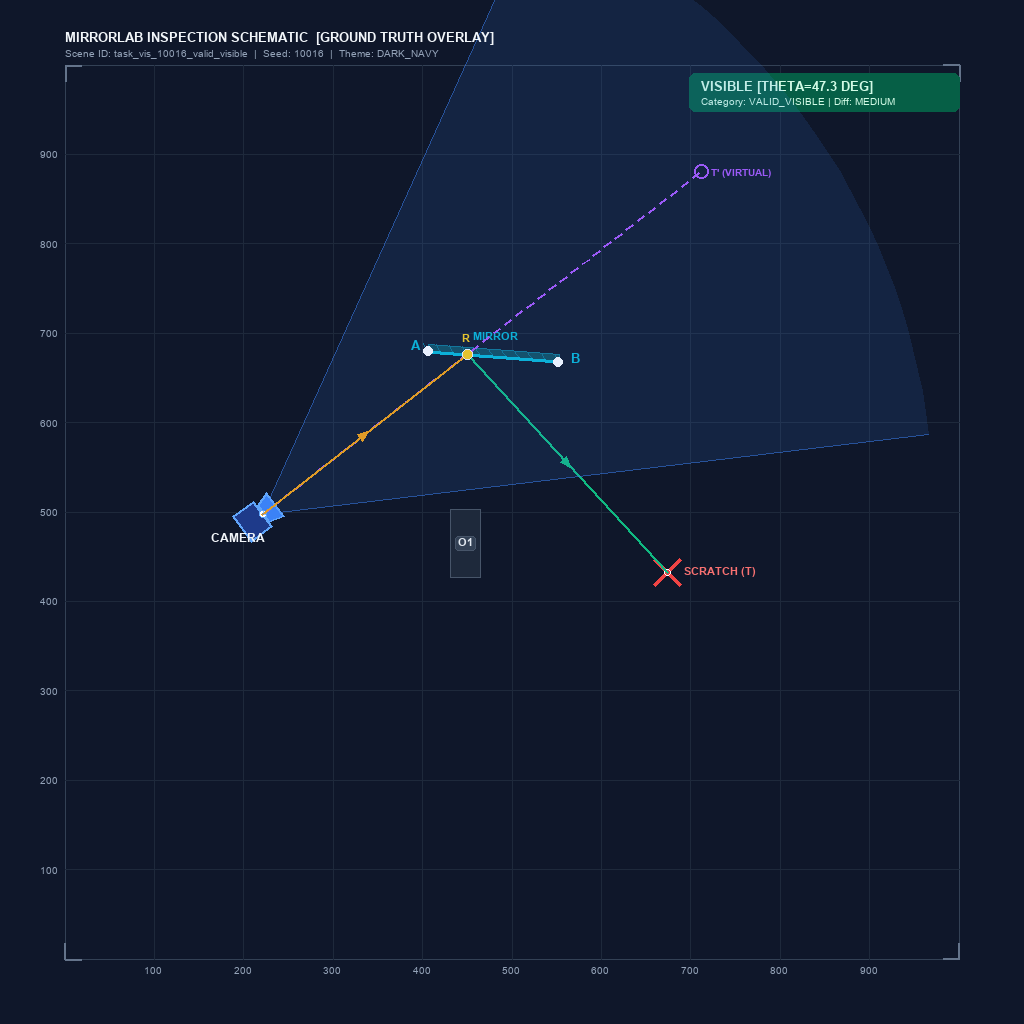 MIRRORLAB INSPECTION SCHEMATIC [GROUND TRUTH OVERLAY]
Scene ID: task_vis_10016_valid_visible | Seed: 10016 | Theme: DARK_NAVY
VISIBLE [THETA=47.3 DEG]
Category: VALID_VISIBLE | Diff: MEDIUM
900
T' (VIRTUAL)
800
700
R MIRROR
A
B
600
500
CAMERA
O1
SCRATCH (T)
400
300
200
100
100 200 300 400 500 600 700 800 900